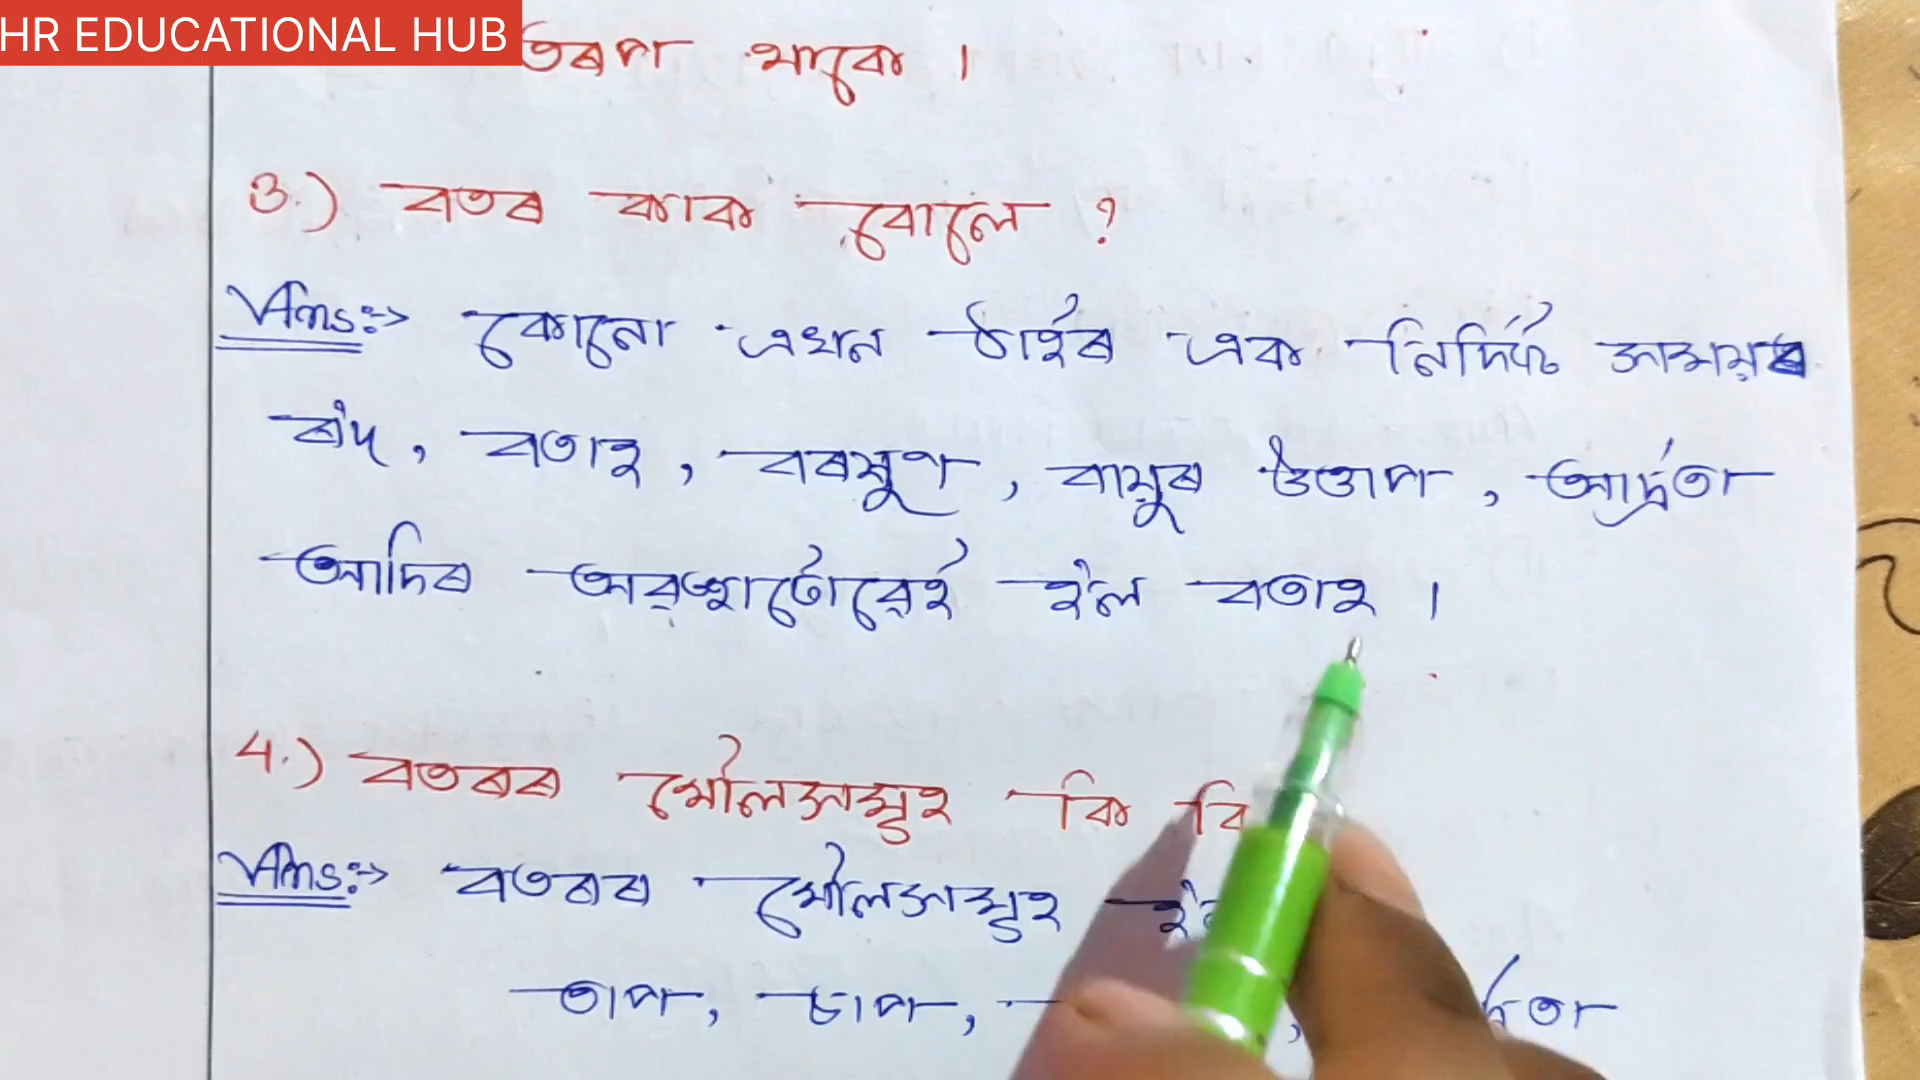 HR EDUCATIONAL HUB
তৰপ থাকে ।
3.) বতৰ কাক বোলে ?
Ans:-> কোনো এখন ঠাইৰ এক নিৰ্দিষ্ট সময়ৰ
ৰ'দ, বতাহ, বৰষুণ, বায়ুৰ উত্তাপ, আৰ্দ্ৰতা
আদিৰ অৱস্থাটোৱেই হ'ল বতাহ ।
4.) বতৰৰ মৌলসমূহ কি
Ans:-> বতৰৰ মৌলসমূহ
তাপ, চাপ,